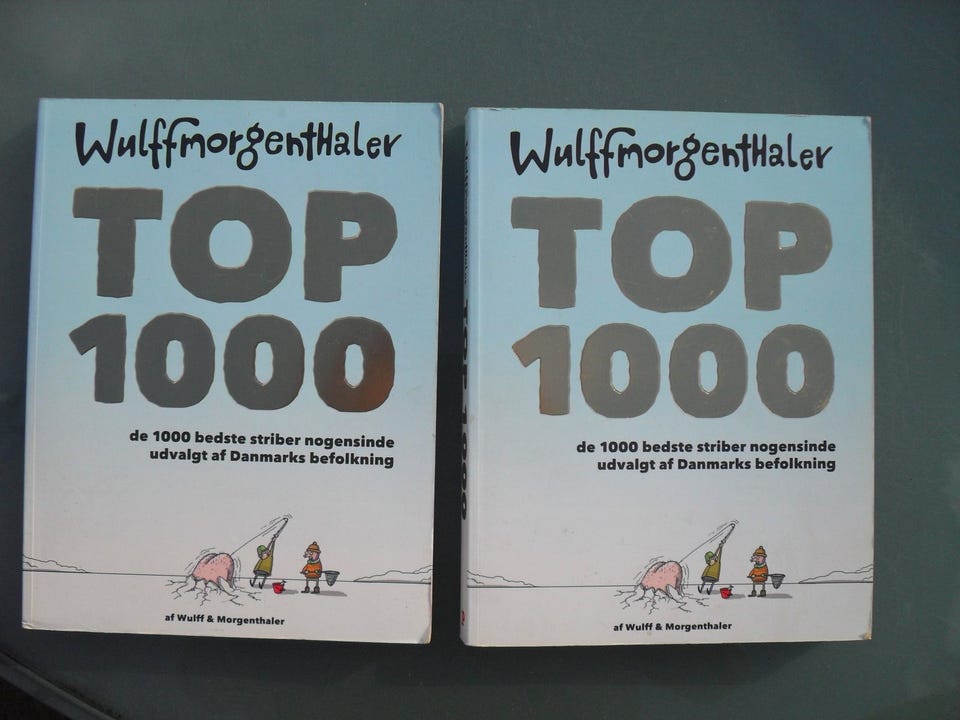 Wulffmorgenthaler
TOP
1000
de 1000 bedste striber nogensinde
udvalgt af Danmarks befolkning
af Wulff & Morgenthaler
Wulffmorgenthaler
TOP
1000
de 1000 bedste striber nogensinde
udvalgt af Danmarks befolkning
af Wulff & Morgenthaler